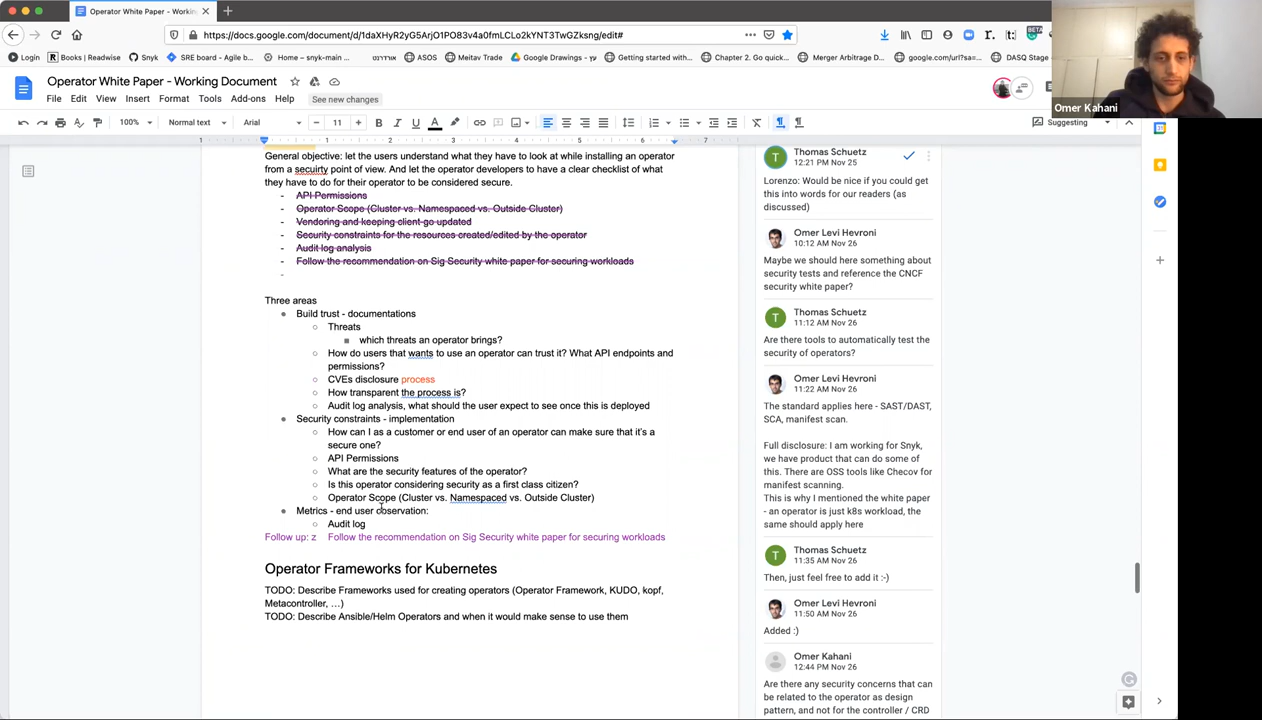 Operator White Paper - Workin
https://docs.google.com/document/d/1daXHyR2yG5ArjO1PO83v4a0fmLCLo2kYNT3TwGZksng/edit#
Login
Books | Readwise
Snyk
SRE board - Agile b...
Home - snyk-main ...
אודורנט
ASOS
Meitav Trade
Google Drawings - ץ
Getting started with...
Chapter 2. Go quick...
Merger Arbitrage D...
google.com/url?sa=...
DASQ Stage
BETA
Omer Kahani
Operator White Paper - Working Document
File Edit View Insert Format Tools Add-ons Help See new changes
100% Normal text Arial 11 Suggesting
1 1 2 3 4 5 6 7
General objective: let the users understand what they have to look at while installing an operator
from a secuirty point of view. And let the operator developers to have a clear checklist of what
they have to do for their operator to be considered secure.
- API Permissions
- Operator Scope (Cluster vs. Namespaced vs. Outside Cluster)
- Vendoring and keeping client-go updated
- Security constraints for the resources created/edited by the operator
- Audit log analysis
- Follow the recommendation on Sig Security white paper for securing workloads
-
Three areas
Build trust - documentations
Threats
which threats an operator brings?
How do users that wants to use an operator can trust it? What API endpoints and
permissions?
CVEs disclosure process
How transparent the process is?
Audit log analysis, what should the user expect to see once this is deployed
Security constraints - implementation
How can I as a customer or end user of an operator can make sure that it's a
secure one?
API Permissions
What are the security features of the operator?
Is this operator considering security as a first class citizen?
Operator Scope (Cluster vs. Namespaced vs. Outside Cluster)
Metrics - end user observation:
Audit log
Follow up: z Follow the recommendation on Sig Security white paper for securing workloads
Operator Frameworks for Kubernetes
TODO: Describe Frameworks used for creating operators (Operator Framework, KUDO, kopf,
Metacontroller, …)
TODO: Describe Ansible/Helm Operators and when it would make sense to use them
T
Thomas Schuetz
12:21 PM Nov 25
Lorenzo: Would be nice if you could get
this into words for our readers (as
discussed)
Omer Levi Hevroni
10:12 AM Nov 26
Maybe we should here something about
security tests and reference the CNCF
security white paper?
T
Thomas Schuetz
11:12 AM Nov 26
Are there tools to automatically test the
security of operators?
Omer Levi Hevroni
11:22 AM Nov 26
The standard applies here - SAST/DAST,
SCA, manifest scan.
Full disclosure: I am working for Snyk,
we have product that can do some of
this. There are OSS tools like Checov for
manifest scanning.
This is why I mentioned the white paper
- an operator is just k8s workload, the
same should apply here
T
Thomas Schuetz
11:35 AM Nov 26
Then, just feel free to add it :-)
Omer Levi Hevroni
11:50 AM Nov 26
Added :)
Omer Kahani
12:44 PM Nov 26
Are there any security concerns that can
be related to the operator as design
pattern, and not for the controller / CRD